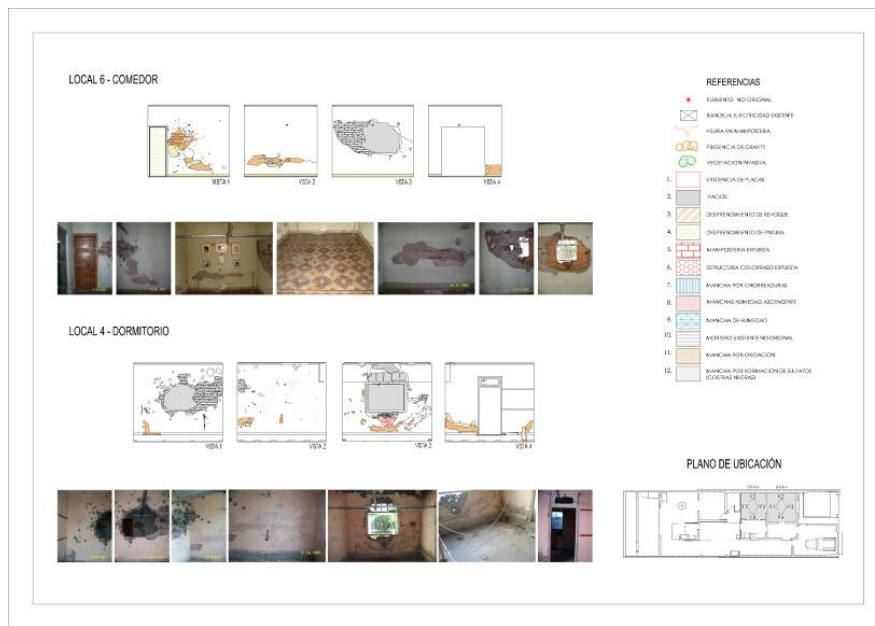 LOCAL 6 - COMEDOR
VISTA 1
VISTA 2
VISTA 3
VISTA 4
LOCAL 4 - DORMITORIO
VISTA 1
VISTA 2
VISTA 3
VISTA 4
REFERENCIAS
ELEMENTO NO ORIGINAL
BANDEJA ELECTRICIDAD EXISTENTE
FISURA EN MAMPOSTERIA
PRESENCIA DE GRAFITI
VEGETACION INVASIVA
1. EXISTENCIA DE PLACAS
2. VACIOS
3. DESPRENDIMIENTO DE REVOQUE
4. DESPRENDIMIENTO DE PINTURA
5. MAMPOSTERIA EXPUESTA
6. ESTRUCTURA CIELORRASO EXPUESTA
7. MANCHA POR CHORREADURAS
8. MANCHAS HUMEDAD ASCENDENTE
9. MANCHA DE HUMEDAD
10. MORTERO EXISTENTE NO ORIGINAL
11. MANCHA POR OXIDACIÓN
12. MANCHA POR FORMACIÓN DE SULFATOS
(COSTRAS NEGRAS)
PLANO DE UBICACIÓN